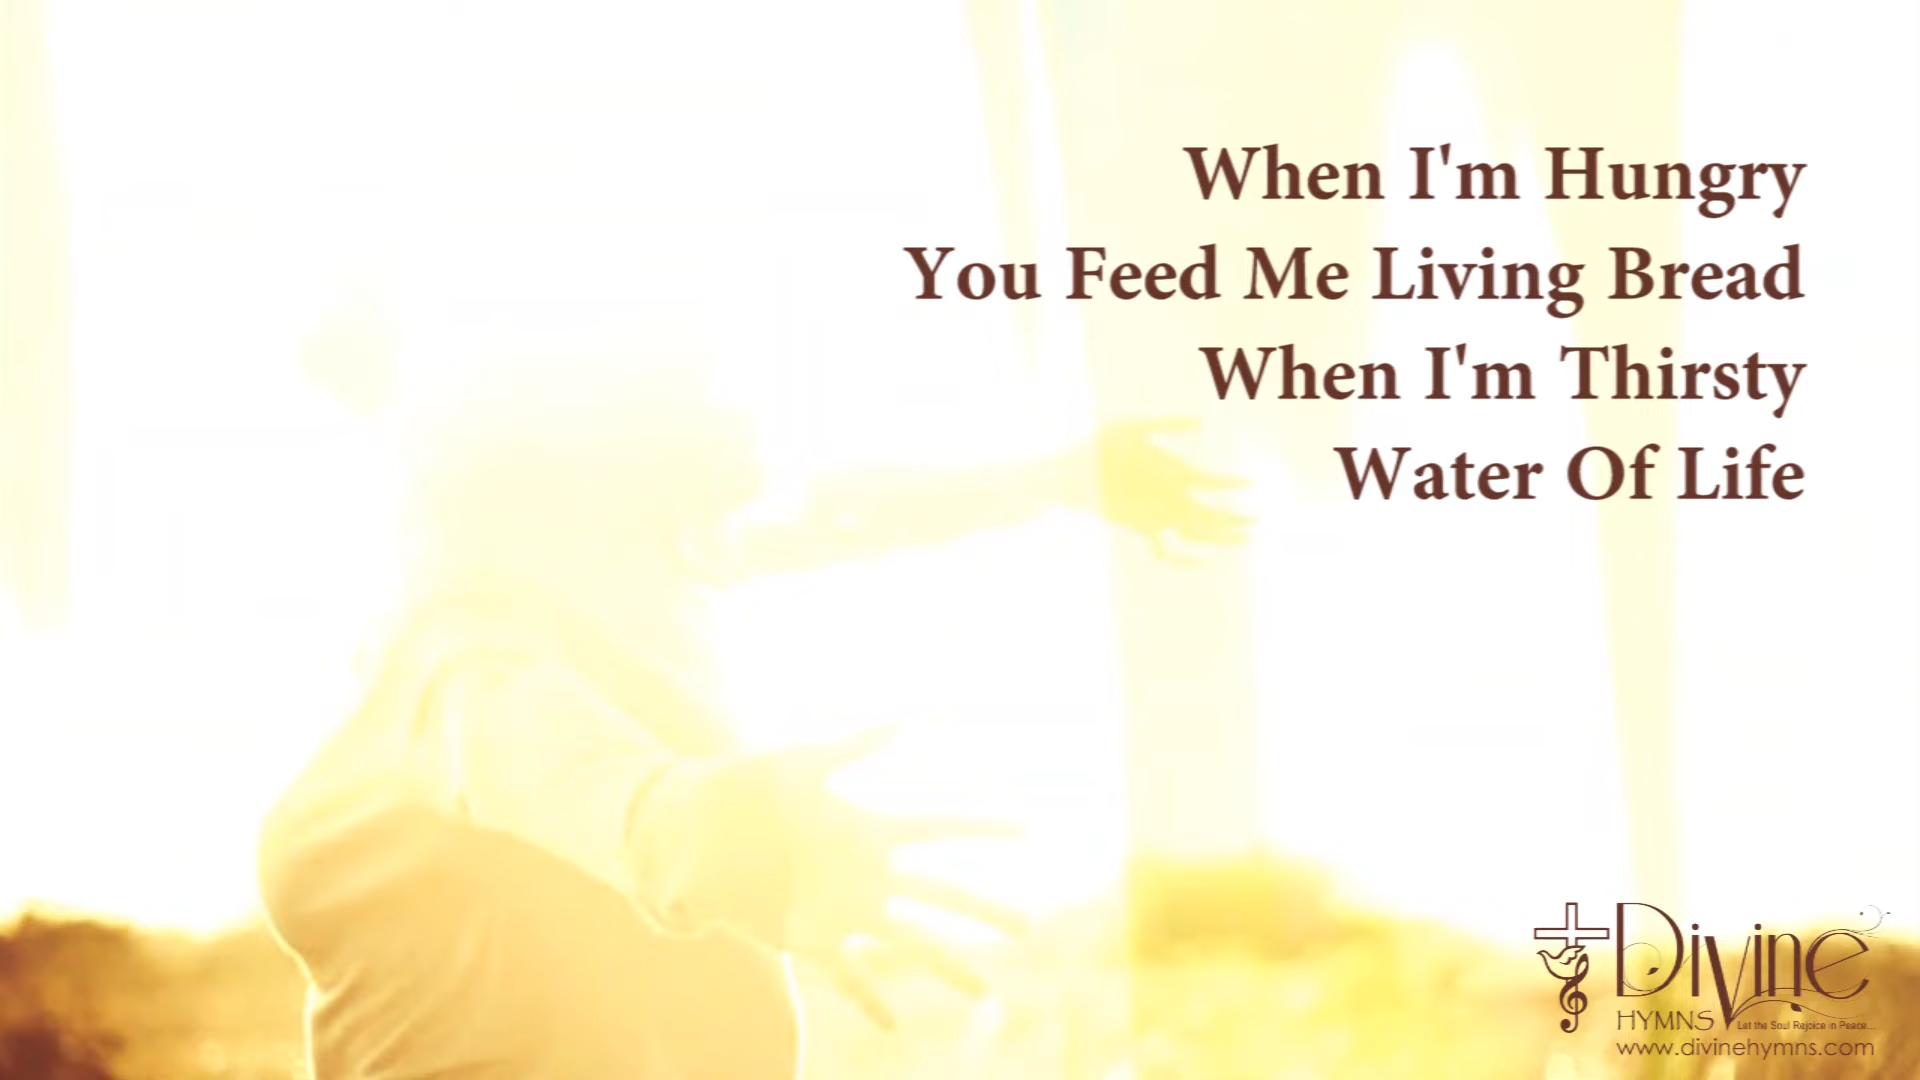 When I'm Hungry
You Feed Me Living Bread
When I'm Thirsty
Water Of Life
Divine
HYMNS
Let the Soul Rejoice in Peace...
www.divinehymns.com